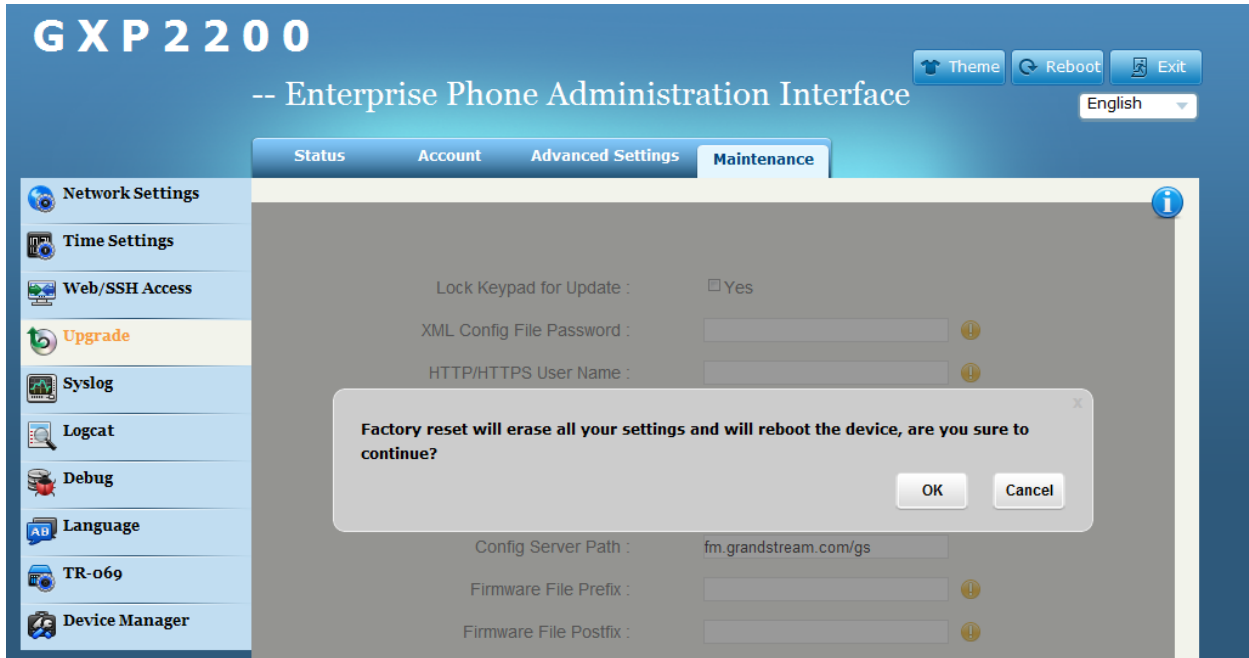 GXP2200
-- Enterprise Phone Administration Interface
Theme
Reboot
Exit
English
Status
Account
Advanced Settings
Maintenance
Network Settings
Time Settings
Web/SSH Access
Upgrade
Syslog
Logcat
Debug
Language
TR-069
Device Manager
Lock Keypad for Update :
Yes
XML Config File Password :
HTTP/HTTPS User Name :
x
Factory reset will erase all your settings and will reboot the device, are you sure to
continue?
OK
Cancel
Config Server Path :
fm.grandstream.com/gs
Firmware File Prefix :
Firmware File Postfix :